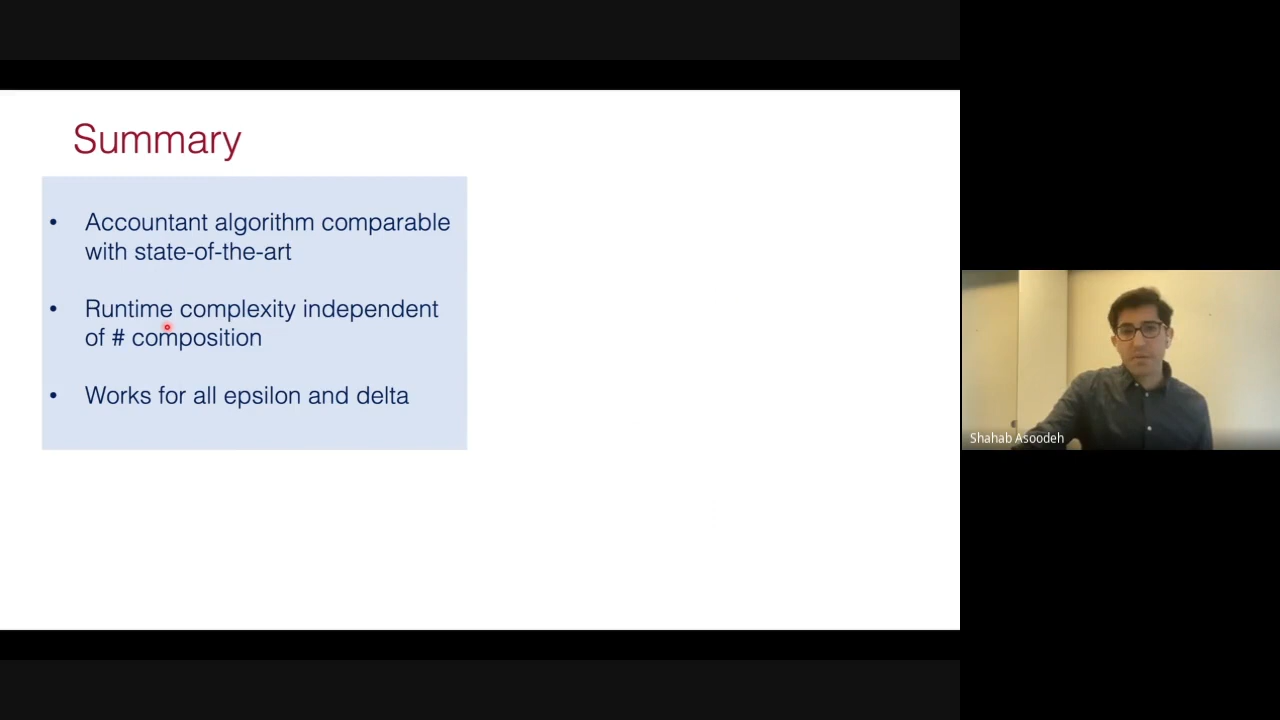 Summary
• Accountant algorithm comparable
with state-of-the-art
• Runtime complexity independent
of # composition
• Works for all epsilon and delta
Shahab Asoodeh